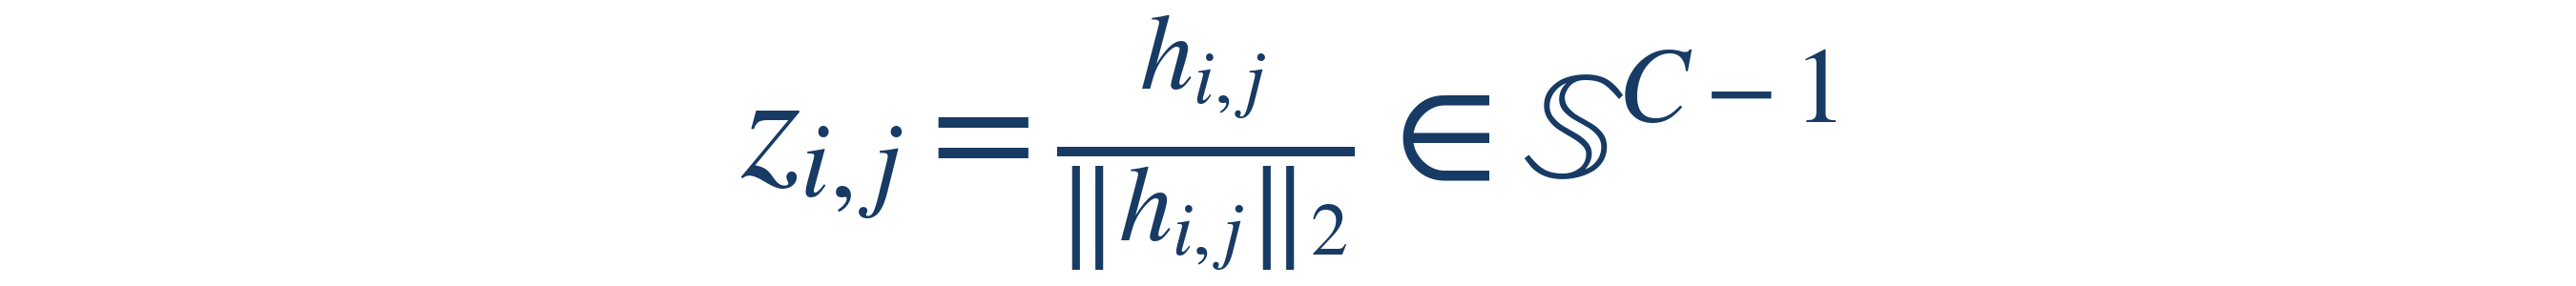 z_{i,j} = \frac{h_{i,j}}{\|h_{i,j}\|_2} \in \mathbb{S}^{C-1}